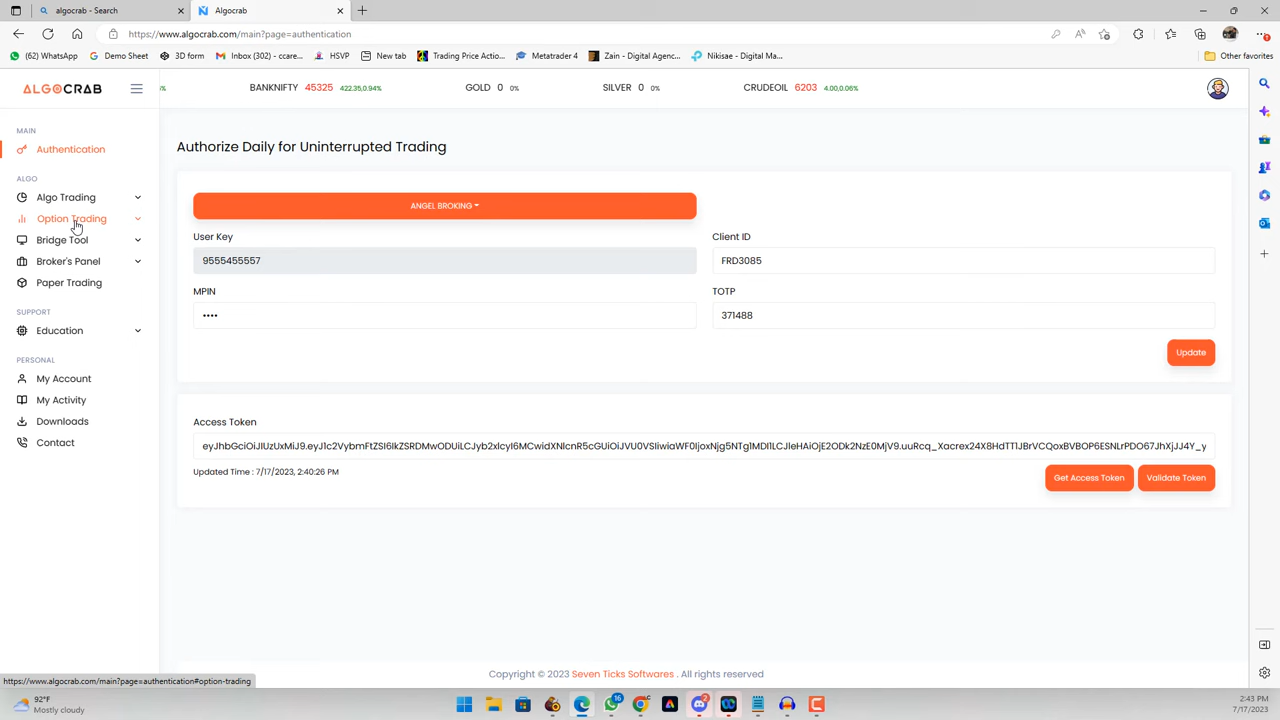 algocrab - Search
Algocrab
https://www.algocrab.com/main?page=authentication
(62) WhatsApp
Demo Sheet
3D form
Inbox (302) - ccare...
HSVP
New tab
Trading Price Actio...
Metatrader 4
Zain - Digital Agenc...
Nikisae - Digital Ma...
Other favorites
ALGOCRAB
BANKNIFTY 45325 422.35,0.94%
GOLD 0 0%
SILVER 0 0%
CRUDEOIL 6203 4.00,0.06%
MAIN
Authentication
ALGO
Algo Trading
Option Trading
Bridge Tool
Broker's Panel
Paper Trading
SUPPORT
Education
PERSONAL
My Account
My Activity
Downloads
Contact
Authorize Daily for Uninterrupted Trading
ANGEL BROKING
User Key
9555455557
Client ID
FRD3085
MPIN
••••
TOTP
371488
Update
Access Token
Updated Time : 7/17/2023, 2:40:26 PM
Get Access Token
Validate Token
Copyright © 2023 Seven Ticks Softwares . All rights reserved
https://www.algocrab.com/main?page=authentication#option-trading
92°F
Mostly cloudy
16
2
2:43 PM
7/17/2023